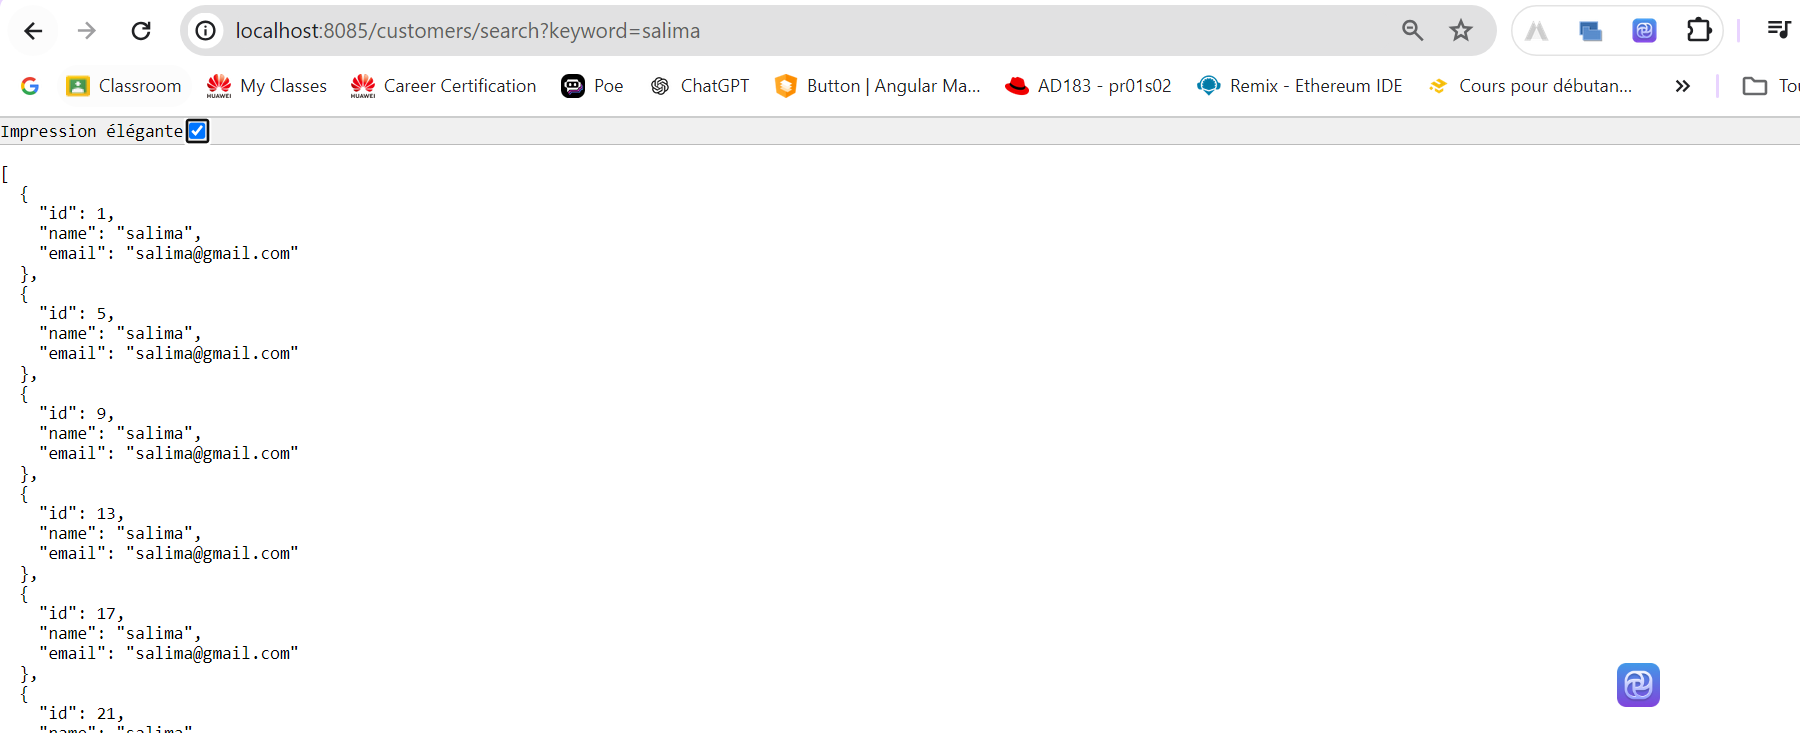 localhost:8085/customers/search?keyword=salima
Classroom My Classes Career Certification Poe ChatGPT Button | Angular Ma... AD183 - pr01s02 Remix - Ethereum IDE Cours pour débutan... »
Impression élégante
[
{
"id": 1,
"name": "salima",
"email": "salima@gmail.com"
},
{
"id": 5,
"name": "salima",
"email": "salima@gmail.com"
},
{
"id": 9,
"name": "salima",
"email": "salima@gmail.com"
},
{
"id": 13,
"name": "salima",
"email": "salima@gmail.com"
},
{
"id": 17,
"name": "salima",
"email": "salima@gmail.com"
},
{
"id": 21,
"name": "salima"